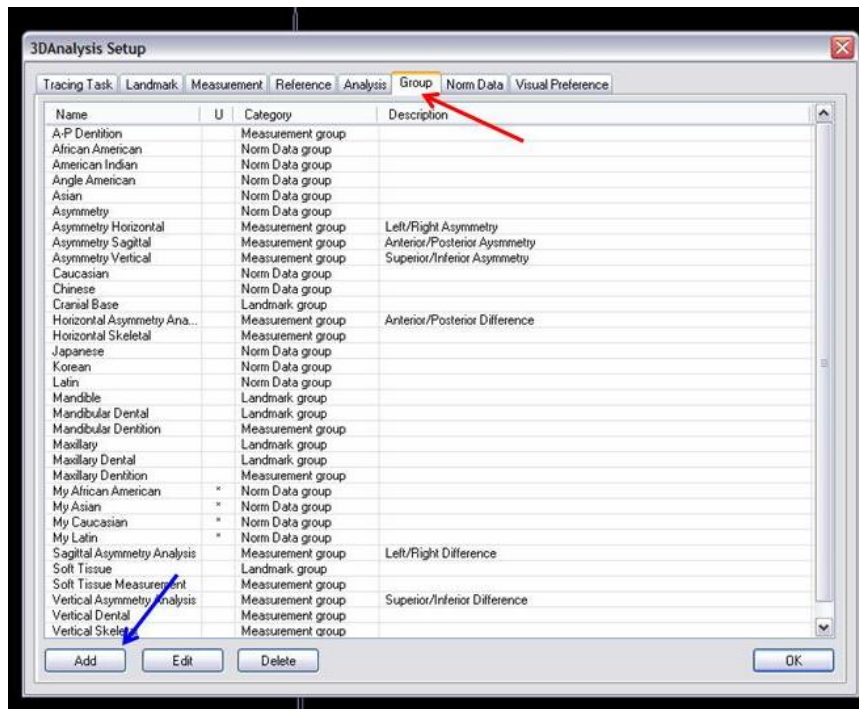 3DAnalysis Setup
Tracing Task Landmark Measurement Reference Analysis Group Norm Data Visual Preference
Name U Category Description
A-P Dentition Measurement group
African American Norm Data group
American Indian Norm Data group
Angle American Norm Data group
Asian Norm Data group
Asymmetry Norm Data group
Asymmetry Horizontal Measurement group Left/Right Asymmetry
Asymmetry Sagittal Measurement group Anterior/Posterior Aysmmetry
Asymmetry Vertical Measurement group Superior/Inferior Asymmetry
Caucasian Norm Data group
Chinese Norm Data group
Cranial Base Landmark group
Horizontal Asymmetry Ana... Measurement group Anterior/Posterior Difference
Horizontal Skeletal Measurement group
Japanese Norm Data group
Korean Norm Data group
Latin Norm Data group
Mandible Landmark group
Mandibular Dental Landmark group
Mandibular Dentition Measurement group
Maxillary Landmark group
Maxillary Dental Landmark group
Maxillary Dentition Measurement group
My African American * Norm Data group
My Asian * Norm Data group
My Caucasian * Norm Data group
My Latin * Norm Data group
Sagittal Asymmetry Analysis Measurement group Left/Right Difference
Soft Tissue Landmark group
Soft Tissue Measurement Measurement group
Vertical Asymmetry Analysis Measurement group Superior/Inferior Difference
Vertical Dental Measurement group
Vertical Skeletal Measurement group
Add Edit Delete OK